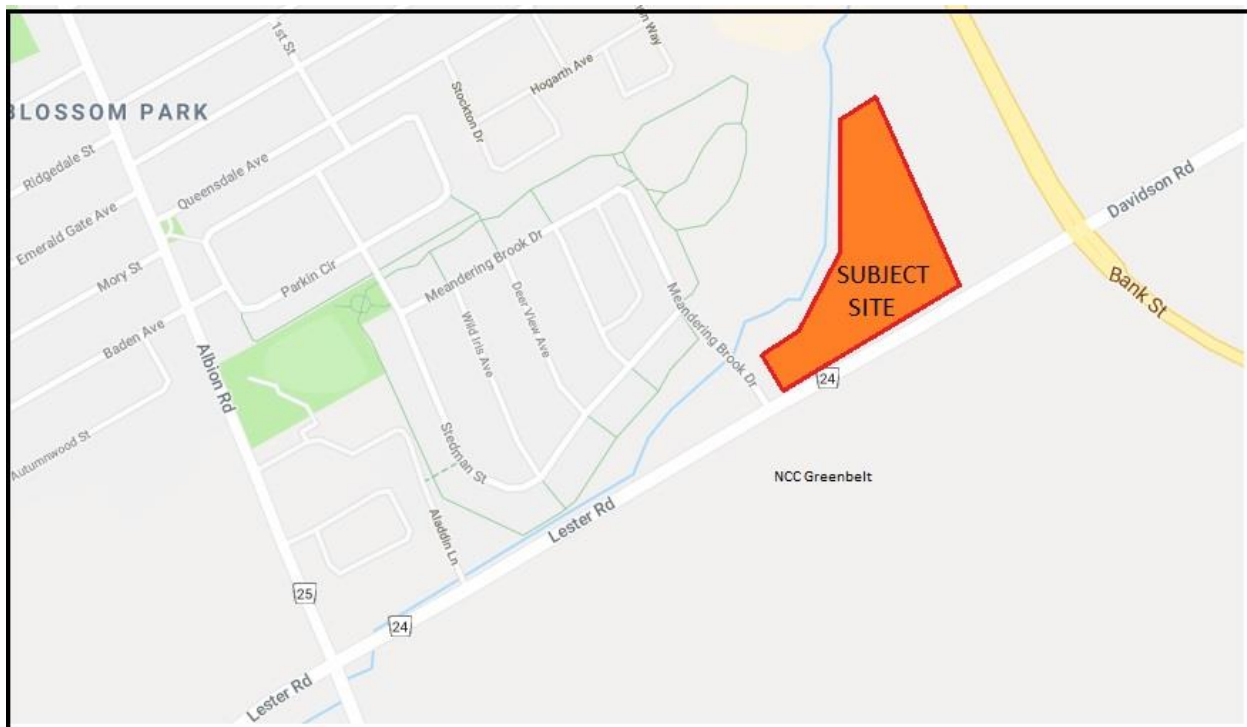 1st St
on Way
Hogarth Ave
Stockton Dr
BLOSSOM PARK
Ridgedale St
Queensdale Ave
Emerald Gate Ave
Mory St
Parkin Cir
Meandering Brook Dr
Davidson Rd
SUBJECT
SITE
Bank St
Baden Ave
Wild Iris Ave
Deer View Ave
Meandering Brook Dr
24
Albion Rd
Autumnwood St
Stedman St
NCC Greenbelt
Aladdin Ln
Lester Rd
25
24
Lester Rd